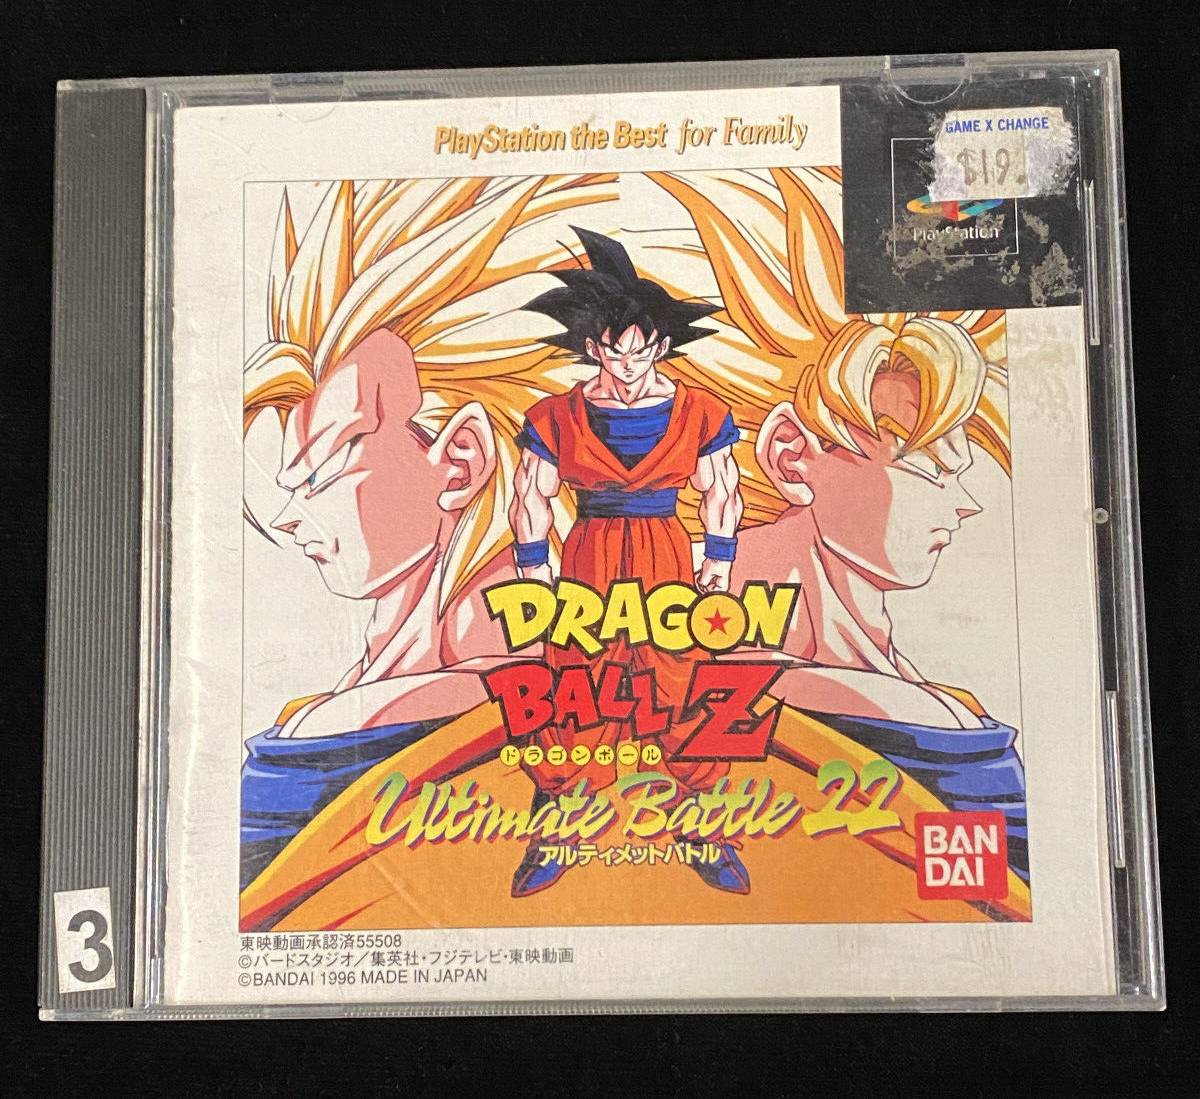 PlayStation the Best for Family
GAME X CHANGE
$19
PlayStation
DRAGON
BALL Z
ドラゴンボール
Ultimate Battle 22
アルティメットバトル
BAN
DAI
3
東映動画承認済55508
©バードスタジオ／集英社・フジテレビ・東映動画
©BANDAI 1996 MADE IN JAPAN